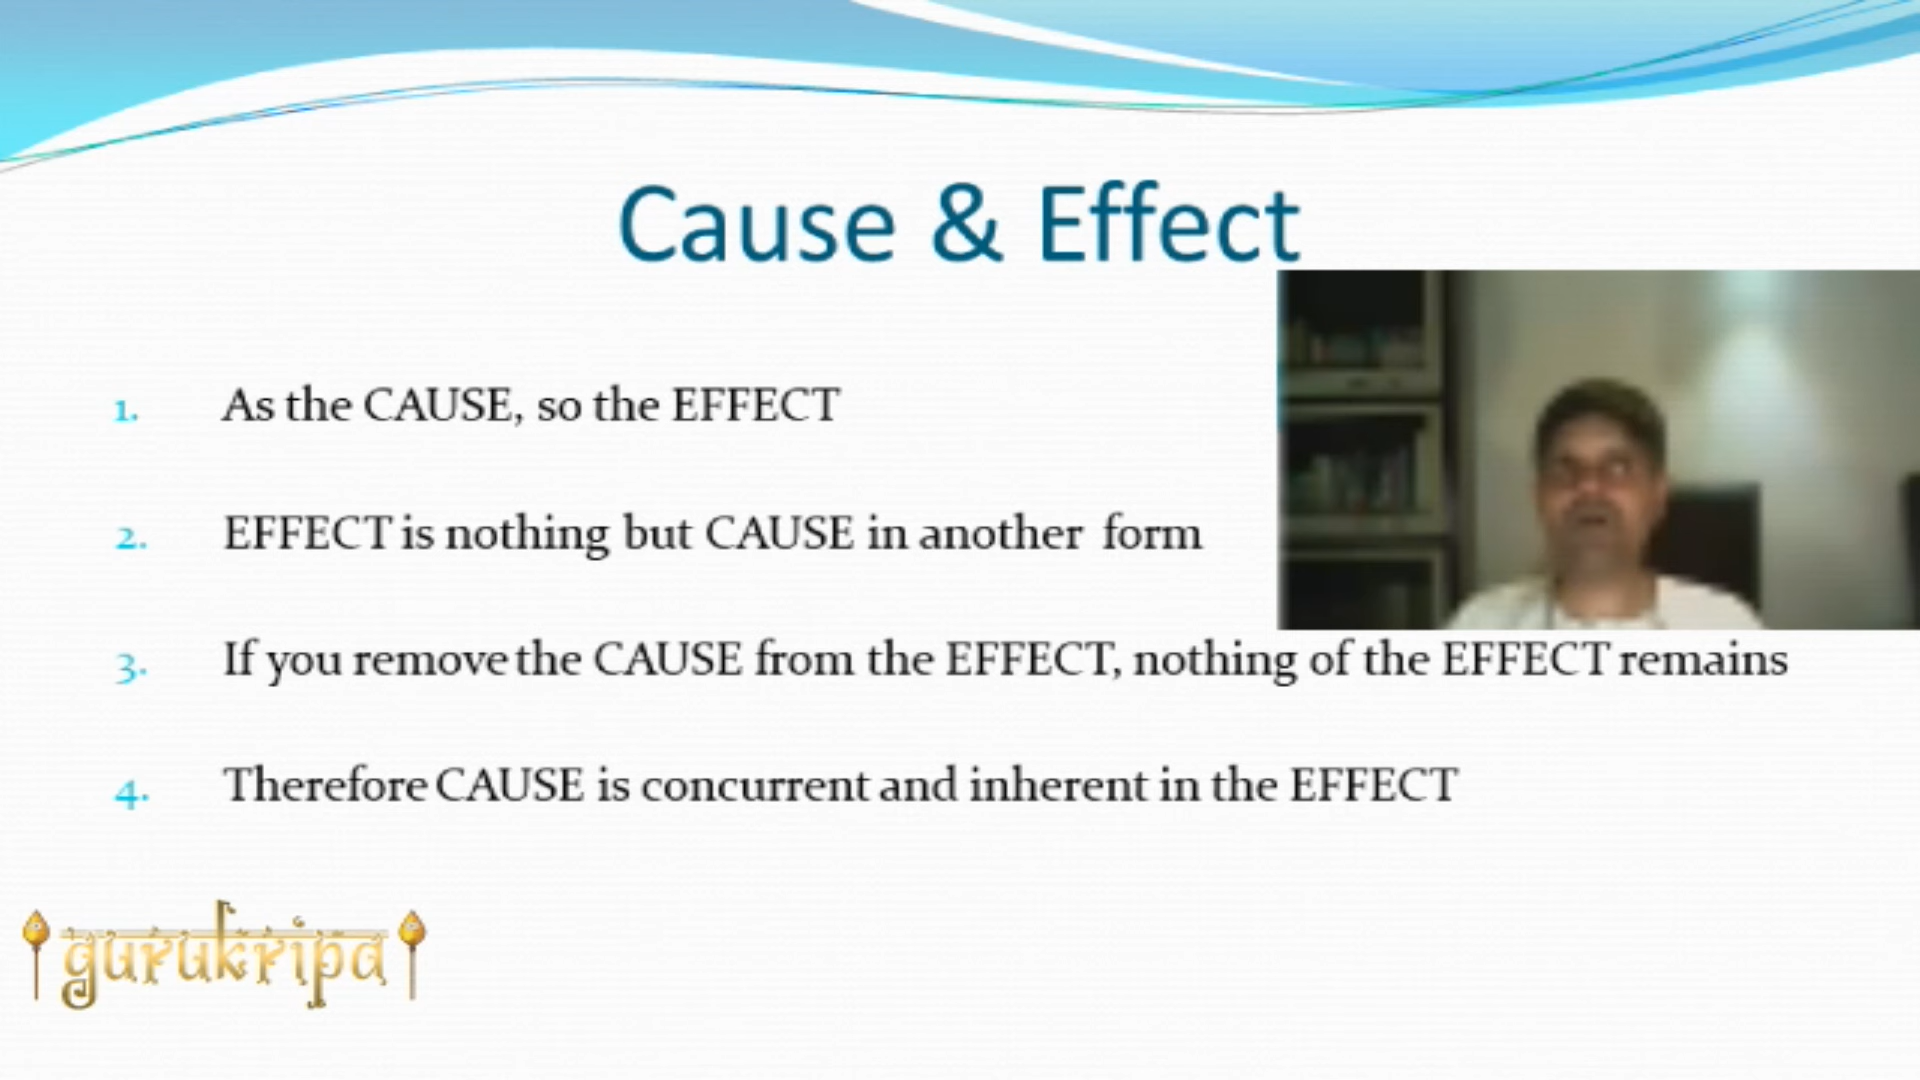 Cause & Effect
1. As the CAUSE, so the EFFECT
2. EFFECT is nothing but CAUSE in another form
3. If you remove the CAUSE from the EFFECT, nothing of the EFFECT remains
4. Therefore CAUSE is concurrent and inherent in the EFFECT
gurukripa